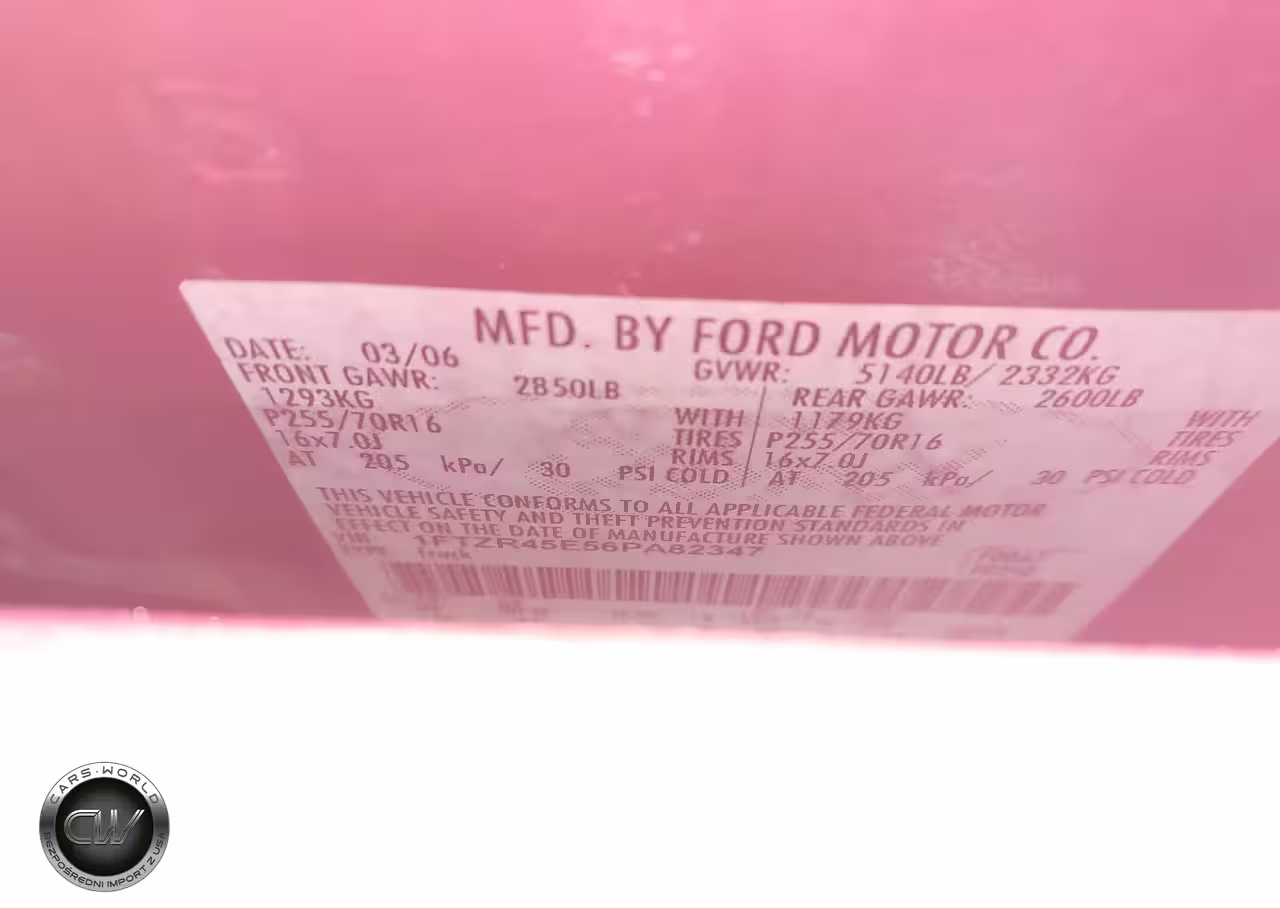 MFD. BY FORD MOTOR CO.
DATE: 03/06
GVWR: 5140LB/ 2332KG
FRONT GAWR: 2850LB
1293KG WITH
P255/70R16 TIRES
16x7.0J RIMS
AT 205 kPa/ 30 PSI COLD
REAR GAWR: 2600LB
1179KG WITH
P255/70R16 TIRES
16x7.0J RIMS
AT 205 kPa/ 30 PSI COLD
THIS VEHICLE CONFORMS TO ALL APPLICABLE FEDERAL MOTOR
VEHICLE SAFETY AND THEFT PREVENTION STANDARDS IN
EFFECT ON THE DATE OF MANUFACTURE SHOWN ABOVE
VIN: 1FTZR45E56PA82347
TYPE: Truck
CARS·WORLD
CW
BEZPOŚREDNI IMPORT Z USA